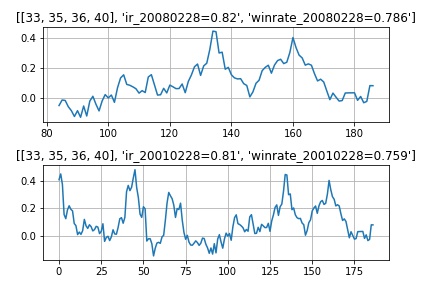 [[33, 35, 36, 40], 'ir_20080228=0.82', 'winrate_20080228=0.786']
0.4
0.2
0.0
80 100 120 140 160 180
[[33, 35, 36, 40], 'ir_20010228=0.81', 'winrate_20010228=0.759']
0.4
0.2
0.0
0 25 50 75 100 125 150 175